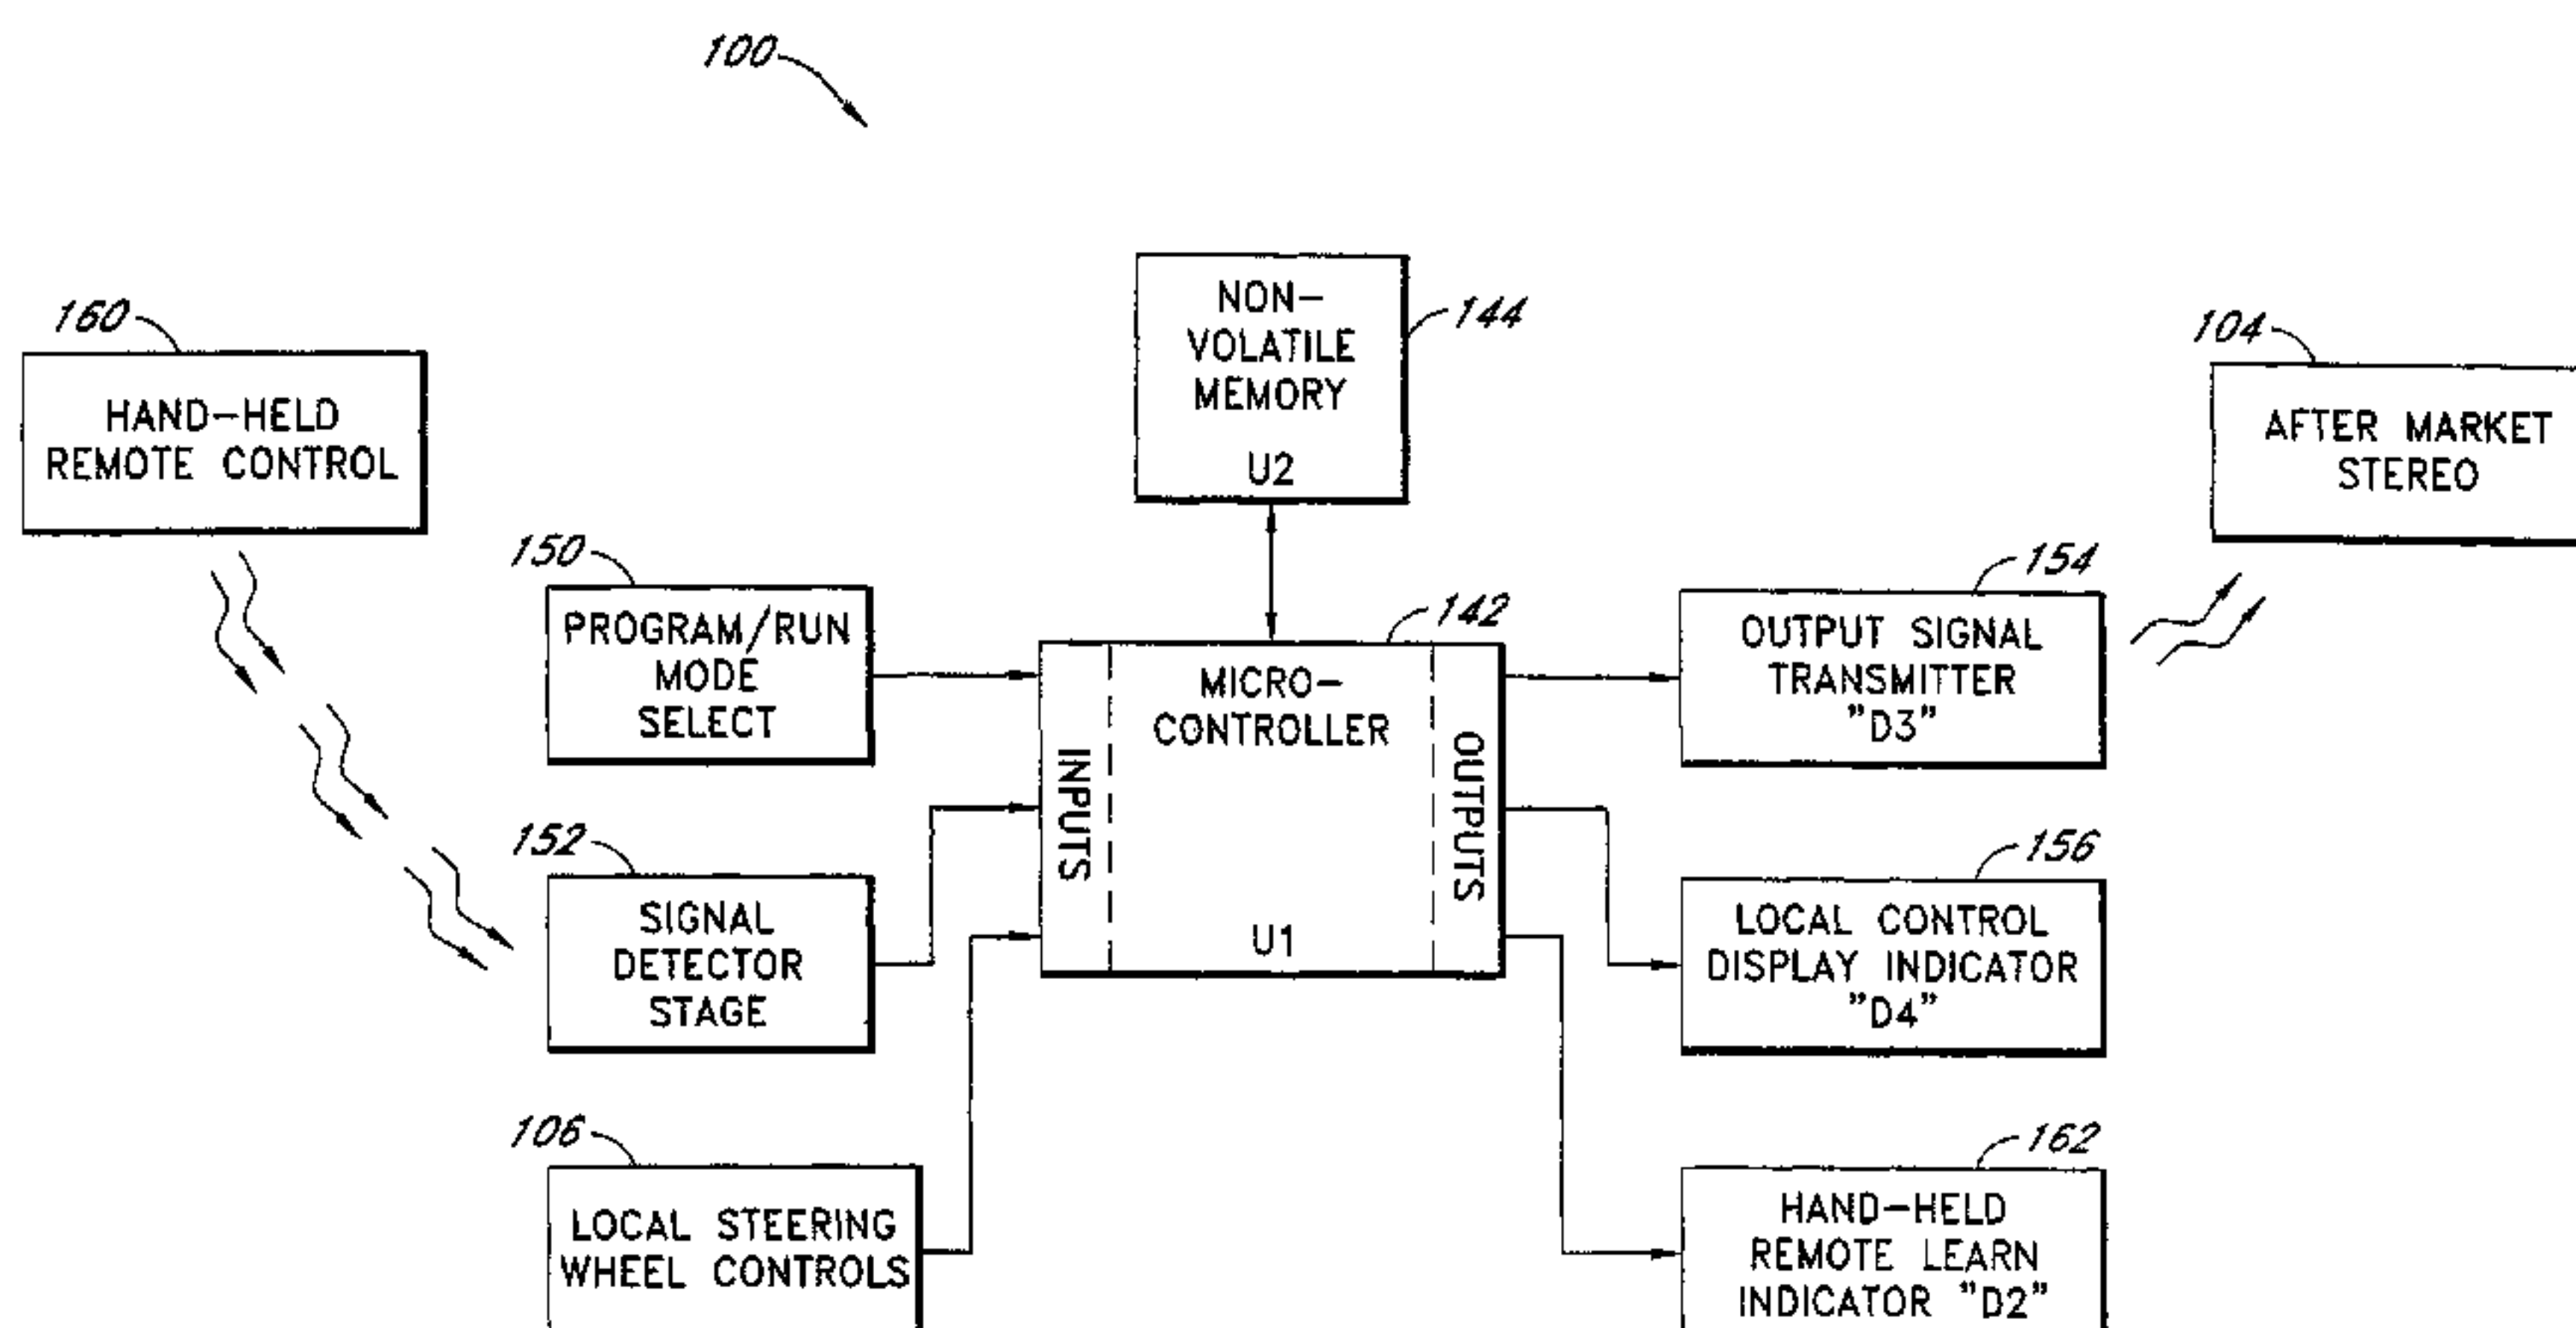 100
160
HAND-HELD
REMOTE CONTROL
NON-
VOLATILE
MEMORY
U2
144
104
AFTER MARKET
STEREO
150
PROGRAM/RUN
MODE
SELECT
142
INPUTS
MICRO-
CONTROLLER
U1
OUTPUTS
154
OUTPUT SIGNAL
TRANSMITTER
"D3"
152
SIGNAL
DETECTOR
STAGE
156
LOCAL CONTROL
DISPLAY INDICATOR
"D4"
106
LOCAL STEERING
WHEEL CONTROLS
162
HAND-HELD
REMOTE LEARN
INDICATOR "D2"